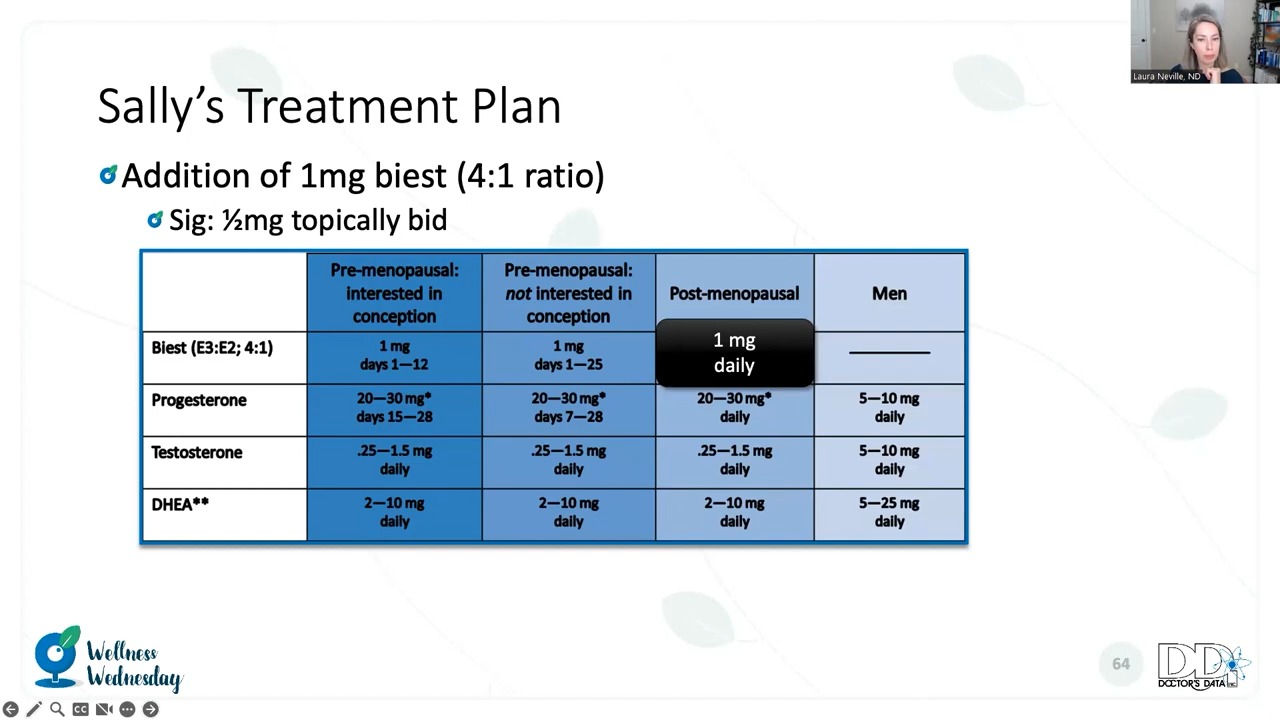 Laura Neville, ND
Sally's Treatment Plan
Addition of 1mg biest (4:1 ratio)
Sig: ½mg topically bid
Pre-menopausal:
interested in
conception
Pre-menopausal:
not interested in
conception
Post-menopausal
Men
Biest (E3:E2; 4:1)
1 mg
days 1—12
1 mg
days 1—25
1 mg
daily
Progesterone
20—30 mg*
days 15—28
20—30 mg*
days 7—28
20—30 mg*
daily
5—10 mg
daily
Testosterone
.25—1.5 mg
daily
.25—1.5 mg
daily
.25—1.5 mg
daily
5—10 mg
daily
DHEA**
2—10 mg
daily
2—10 mg
daily
2—10 mg
daily
5—25 mg
daily
Wellness
Wednesday
64
DDI
DOCTOR'S DATA INC.
CC